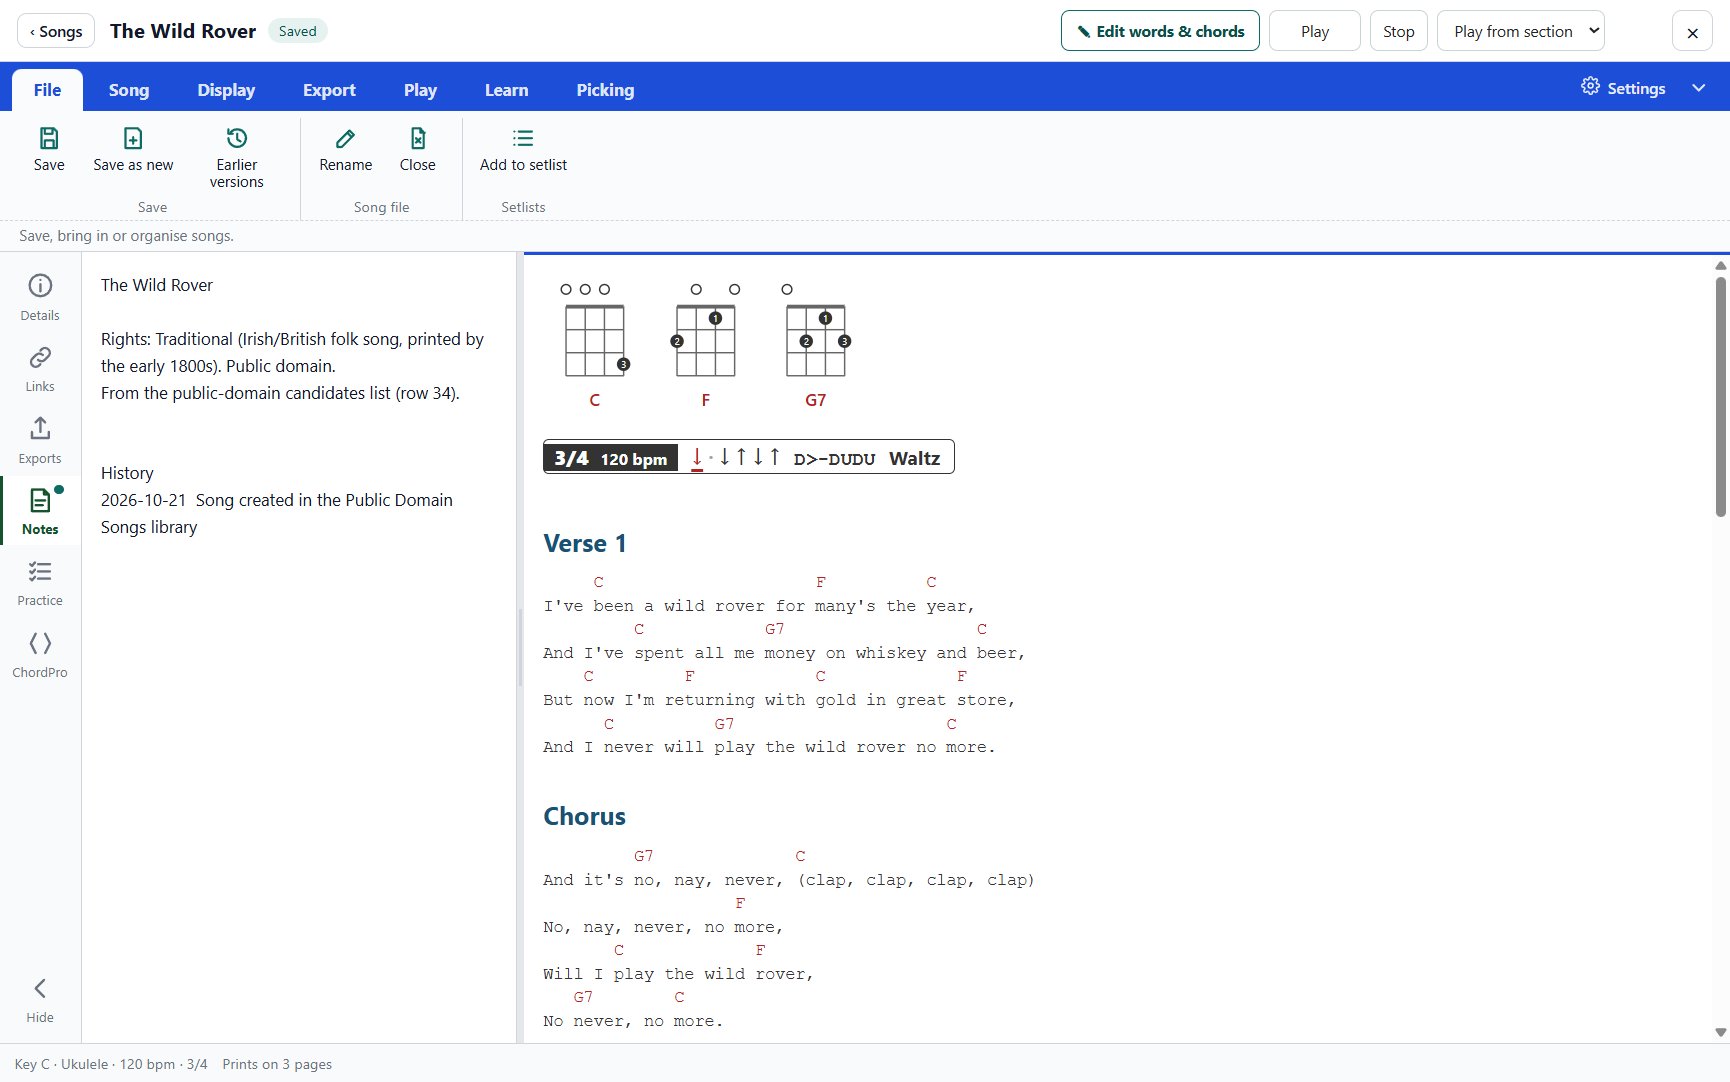 ‹ Songs
The Wild Rover
Saved
Edit words & chords
Play
Stop
Play from section
File
Song
Display
Export
Play
Learn
Picking
Settings
Save
Save as new
Earlier
versions
Rename
Close
Add to setlist
Save
Song file
Setlists
Save, bring in or organise songs.
Details
Links
Exports
Notes
Practice
ChordPro
Hide
The Wild Rover
Rights: Traditional (Irish/British folk song, printed by
the early 1800s). Public domain.
From the public-domain candidates list (row 34).
History
2026-10-21  Song created in the Public Domain
Songs library
3
1
2
1
2
3
C
F
G7
3/4 120 bpm ↓·↓↑↓↑ D>-DUDU Waltz
Verse 1
C F C
I've been a wild rover for many's the year,
C G7 C
And I've spent all me money on whiskey and beer,
C F C F
But now I'm returning with gold in great store,
C G7 C
And I never will play the wild rover no more.
Chorus
G7 C
And it's no, nay, never, (clap, clap, clap, clap)
F
No, nay, never, no more,
C F
Will I play the wild rover,
G7 C
No never, no more.
Key C · Ukulele · 120 bpm · 3/4 Prints on 3 pages